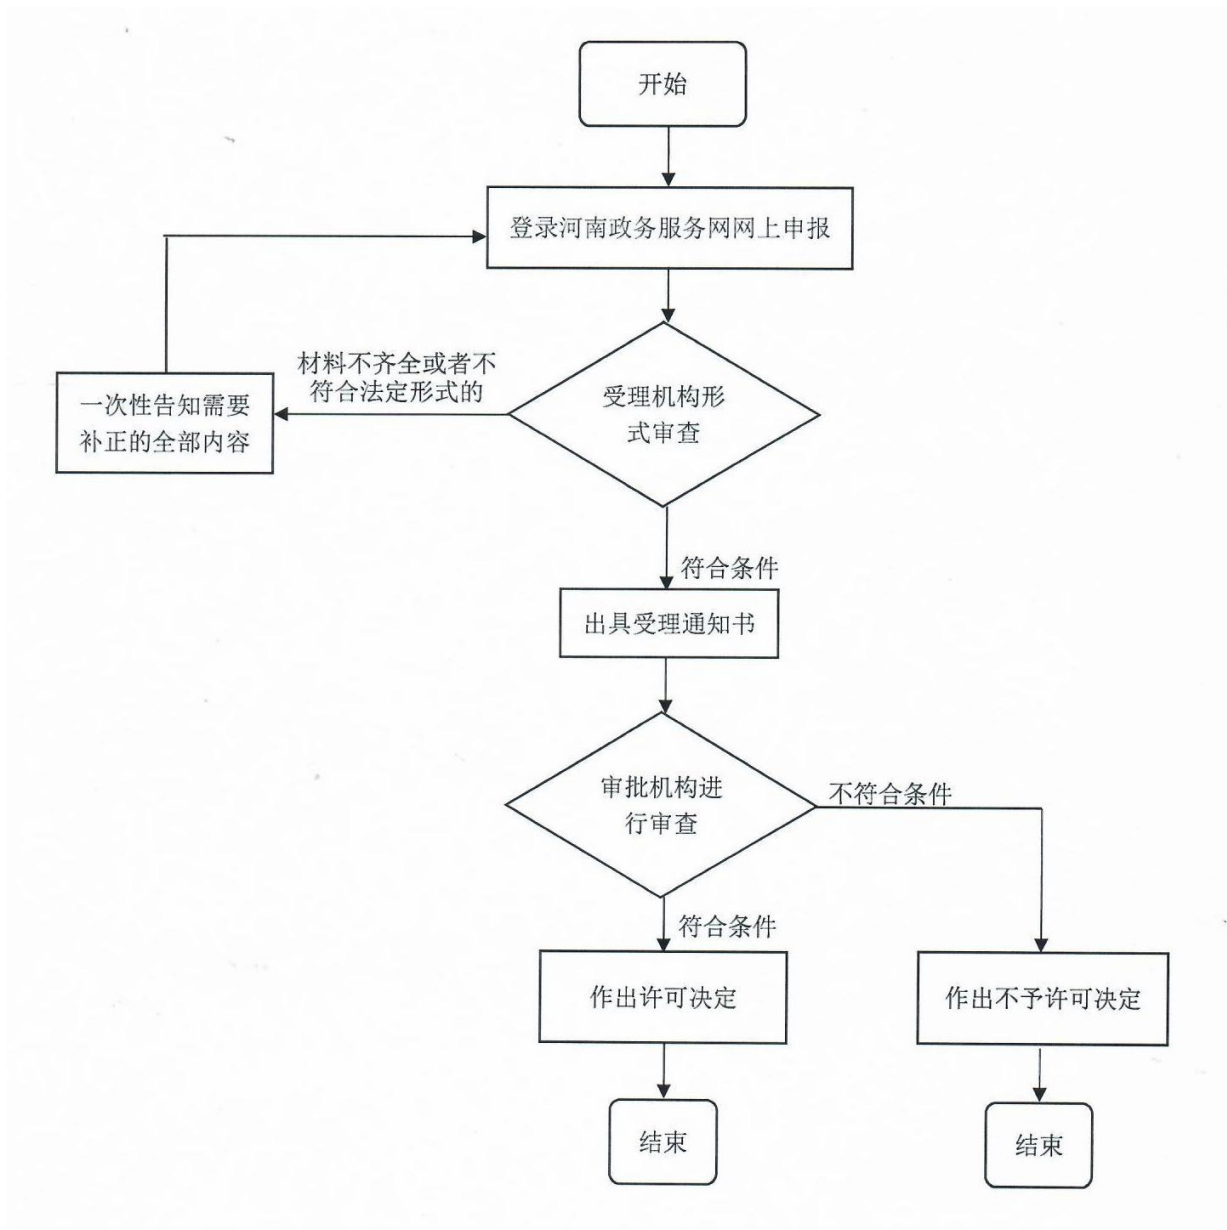 开始
登录河南政务服务网网上申报
材料不齐全或者不
符合法定形式的
一次性告知需要
补正的全部内容
受理机构形
式审查
符合条件
出具受理通知书
审批机构进
行审查
不符合条件
符合条件
作出许可决定
作出不予许可决定
结束
结束